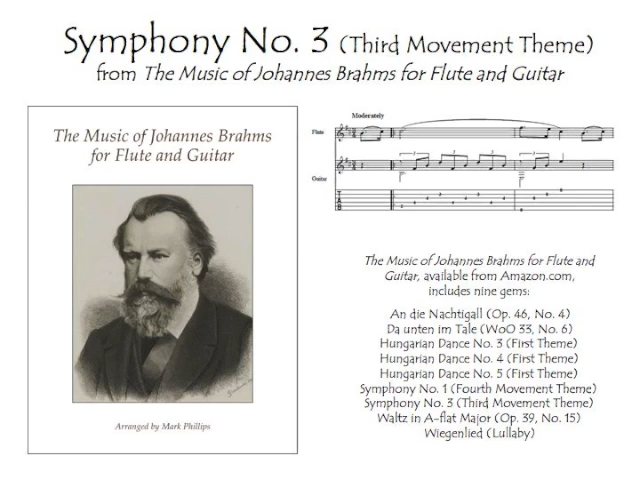 Symphony No. 3 (Third Movement Theme)
from The Music of Johannes Brahms for Flute and Guitar
The Music of Johannes Brahms
for Flute and Guitar
Arranged by Mark Phillips
Moderately
Flute
Guitar
The Music of Johannes Brahms for Flute and
Guitar, available from Amazon.com,
includes nine gems:
An die Nachtigall (Op. 46, No. 4)
Da unten im Tale (WoO 33, No. 6)
Hungarian Dance No. 3 (First Theme)
Hungarian Dance No. 4 (First Theme)
Hungarian Dance No. 5 (First Theme)
Symphony No. 1 (Fourth Movement Theme)
Symphony No. 3 (Third Movement Theme)
Waltz in A-flat Major (Op. 39, No. 15)
Wiegenlied (Lullaby)